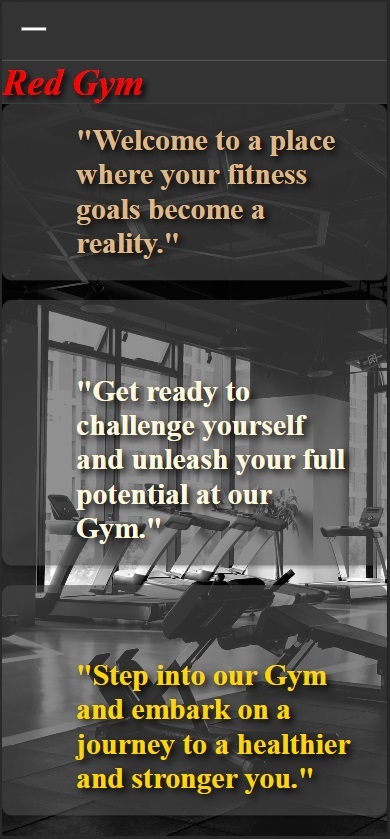 Red Gym
"Welcome to a place
where your fitness
goals become a
reality."
"Get ready to
challenge yourself
and unleash your full
potential at our
Gym."
"Step into our Gym
and embark on a
journey to a healthier
and stronger you."